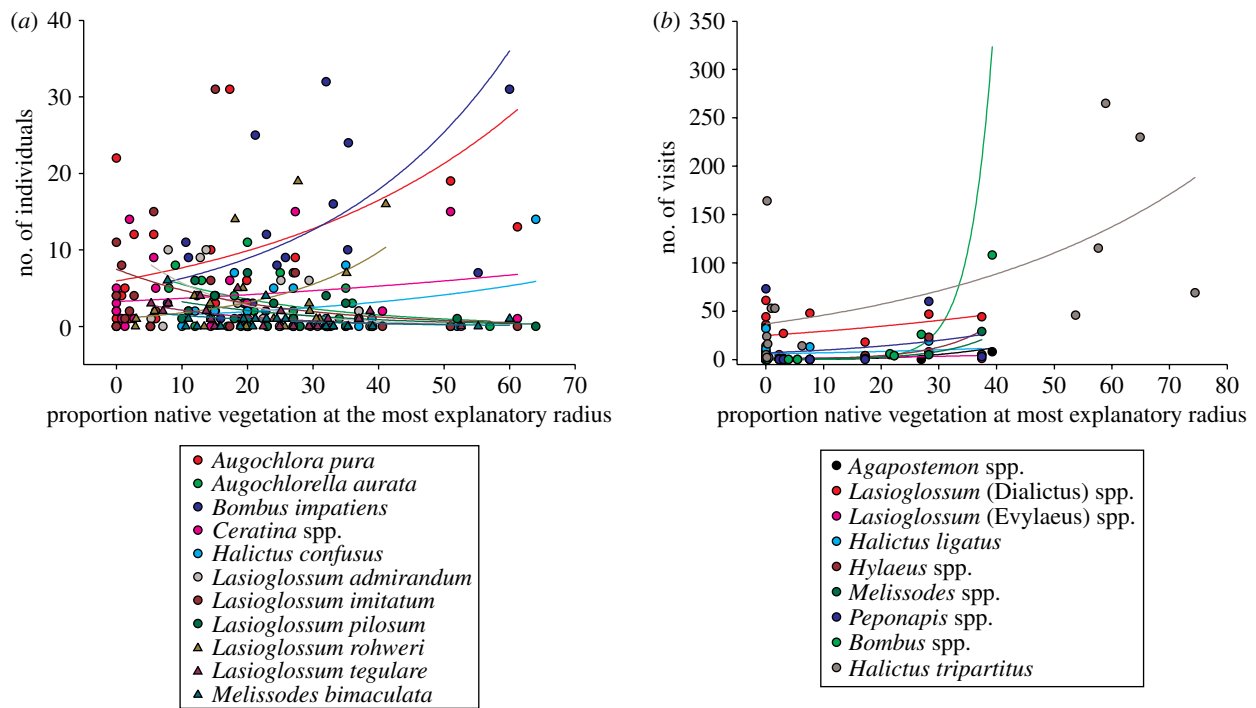 (a)
40
30
20
10
0
no. of individuals
0 10 20 30 40 50 60 70
proportion native vegetation at the most explanatory radius
Augochlora pura
Augochlorella aurata
Bombus impatiens
Ceratina spp.
Halictus confusus
Lasioglossum admirandum
Lasioglossum imitatum
Lasioglossum pilosum
Lasioglossum rohweri
Lasioglossum tegulare
Melissodes bimaculata
(b)
350
300
250
200
150
100
50
0
no. of visits
0 10 20 30 40 50 60 70 80
proportion native vegetation at most explanatory radius
Agapostemon spp.
Lasioglossum (Dialictus) spp.
Lasioglossum (Evylaeus) spp.
Halictus ligatus
Hylaeus spp.
Melissodes spp.
Peponapis spp.
Bombus spp.
Halictus tripartitus